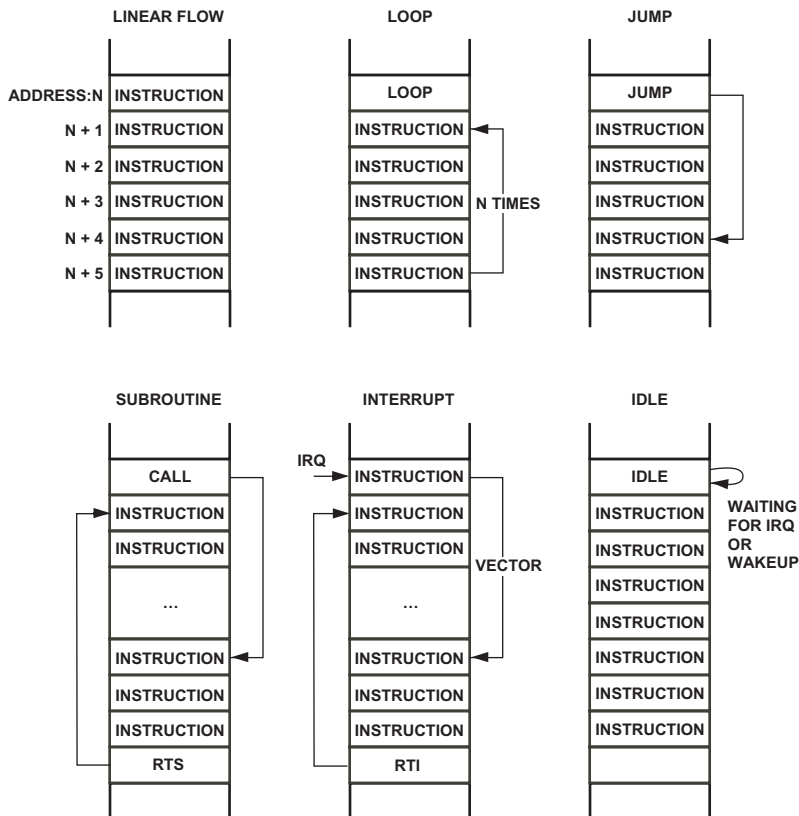 LINEAR FLOW LOOP JUMP
ADDRESS:N INSTRUCTION LOOP JUMP
N + 1 INSTRUCTION INSTRUCTION INSTRUCTION
N + 2 INSTRUCTION INSTRUCTION INSTRUCTION
N + 3 INSTRUCTION INSTRUCTION N TIMES INSTRUCTION
N + 4 INSTRUCTION INSTRUCTION INSTRUCTION
N + 5 INSTRUCTION INSTRUCTION INSTRUCTION
SUBROUTINE INTERRUPT IDLE
IRQ
CALL INSTRUCTION IDLE
INSTRUCTION INSTRUCTION INSTRUCTION
WAITING
FOR IRQ
OR
WAKEUP
INSTRUCTION INSTRUCTION INSTRUCTION
VECTOR
… … INSTRUCTION
INSTRUCTION
INSTRUCTION INSTRUCTION INSTRUCTION
INSTRUCTION INSTRUCTION INSTRUCTION
INSTRUCTION INSTRUCTION INSTRUCTION
RTS RTI